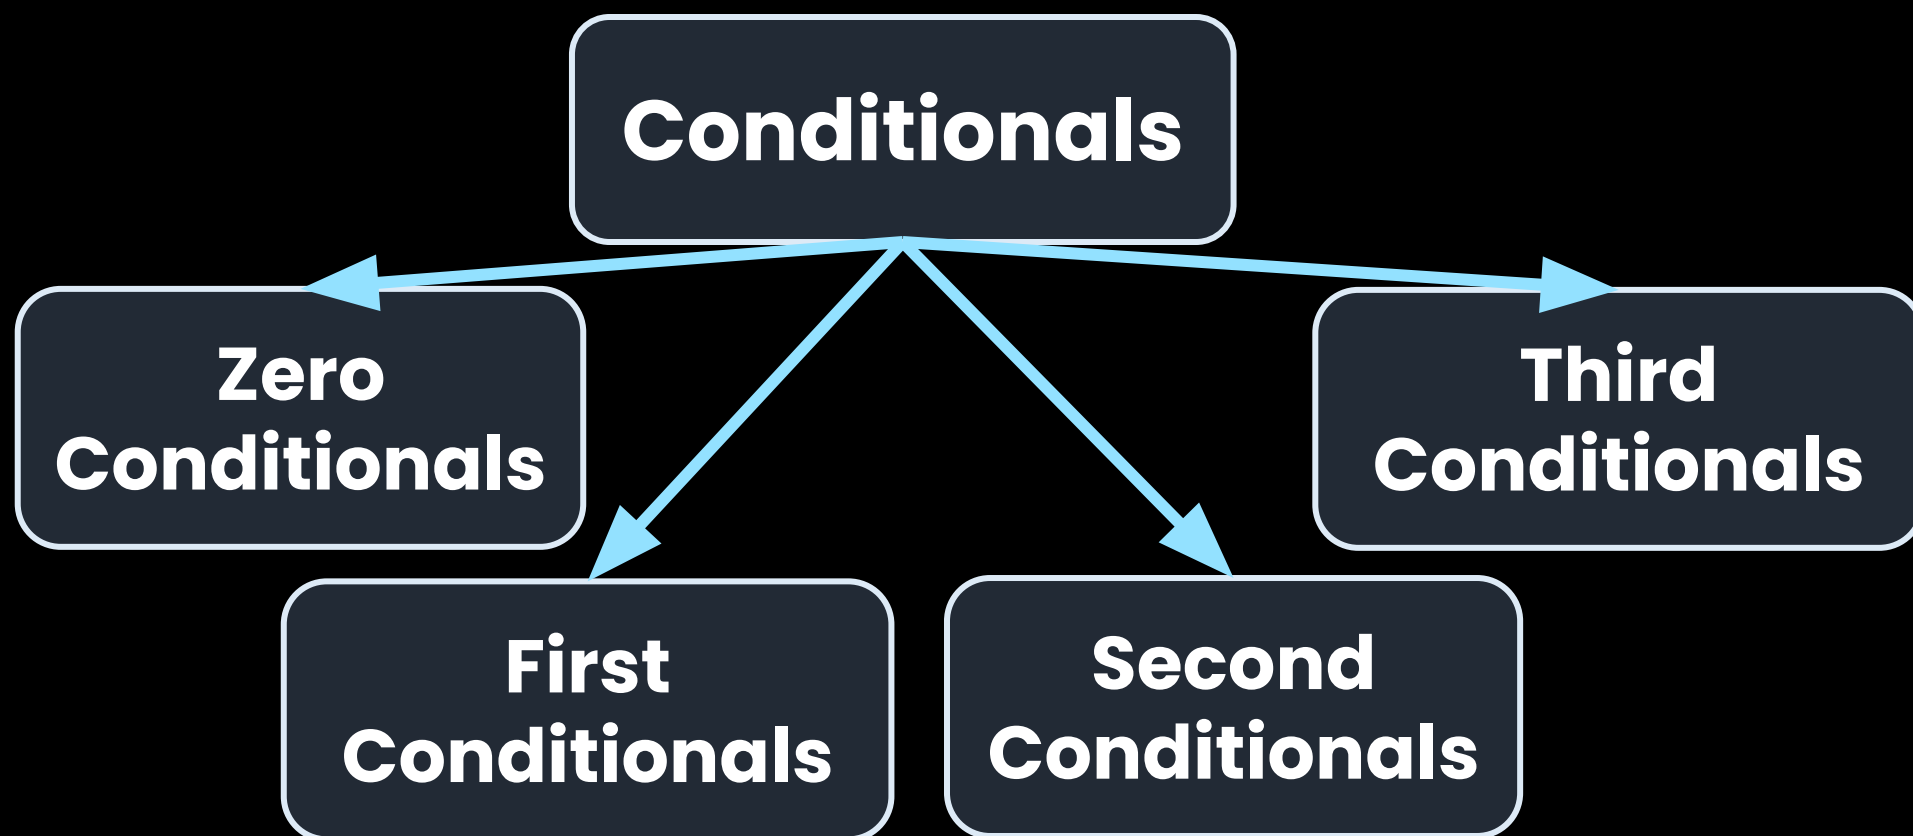 Conditionals
Zero
Conditionals
Third
Conditionals
First
Conditionals
Second
Conditionals